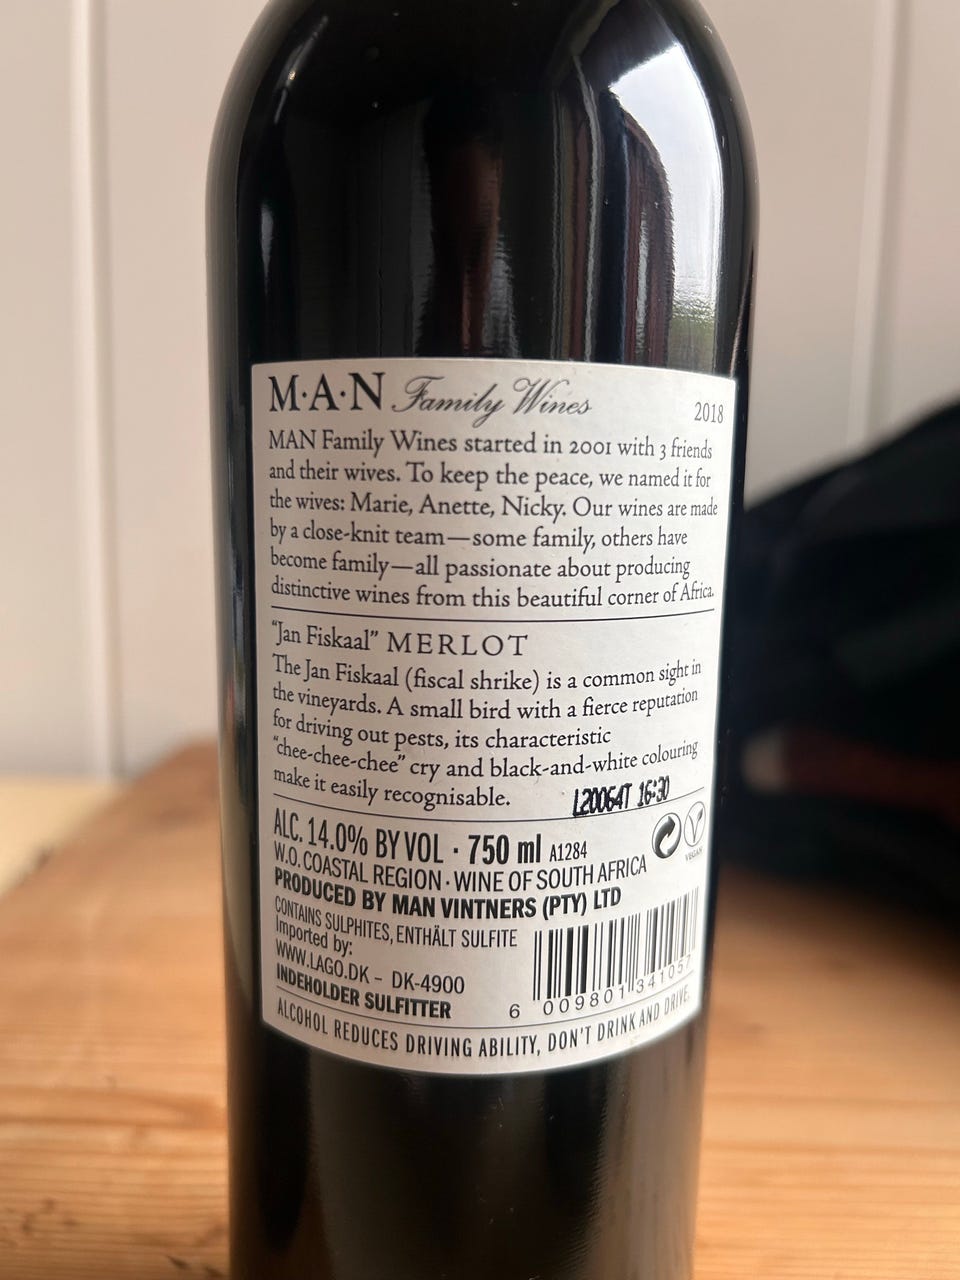 M·A·N Family Wines 2018
MAN Family Wines started in 2001 with 3 friends
and their wives. To keep the peace, we named it for
the wives: Marie, Anette, Nicky. Our wines are made
by a close-knit team—some family, others have
become family—all passionate about producing
distinctive wines from this beautiful corner of Africa.
“Jan Fiskaal” MERLOT
The Jan Fiskaal (fiscal shrike) is a common sight in
the vineyards. A small bird with a fierce reputation
for driving out pests, its characteristic
“chee-chee-chee” cry and black-and-white colouring
make it easily recognisable.
L20064T 16:30
ALC. 14.0% BY VOL · 750 ml A1284
VEGAN
W.O. COASTAL REGION · WINE OF SOUTH AFRICA
PRODUCED BY MAN VINTNERS (PTY) LTD
CONTAINS SULPHITES, ENTHÄLT SULFITE
Imported by:
WWW.LAGO.DK – DK-4900
INDEHOLDER SULFITTER
6 009801 341057
ALCOHOL REDUCES DRIVING ABILITY, DON'T DRINK AND DRIVE.